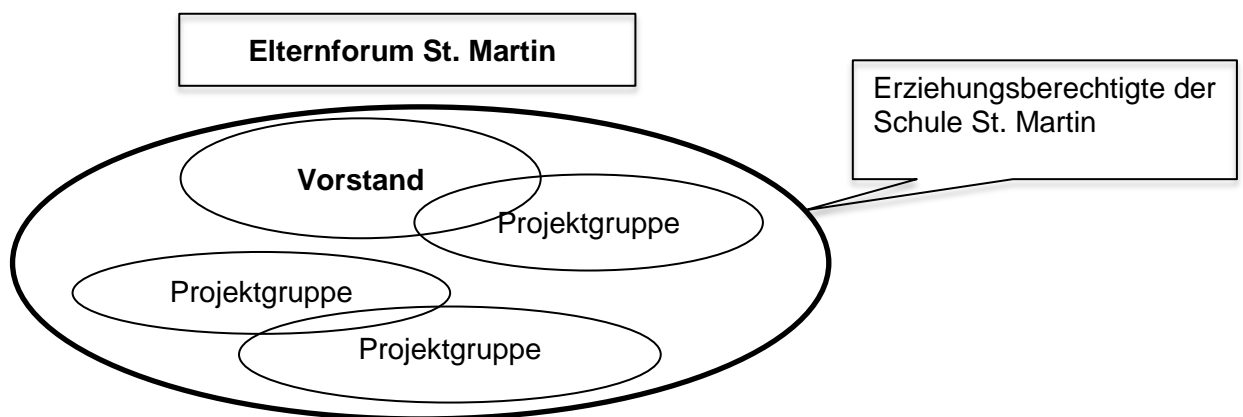 Elternforum St. Martin
Erziehungsberechtigte der
Schule St. Martin
Vorstand
Projektgruppe
Projektgruppe
Projektgruppe